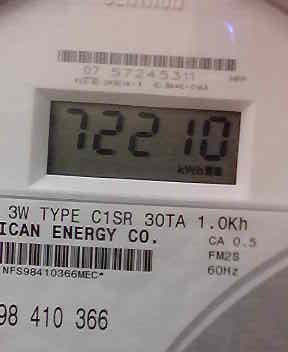 07 57245311
72210
kWh
3W TYPE C1SR 30TA 1.0Kh
ICAN ENERGY CO.
CA 0.5
FM2S
60Hz
NFS98410366MEC*
98 410 366